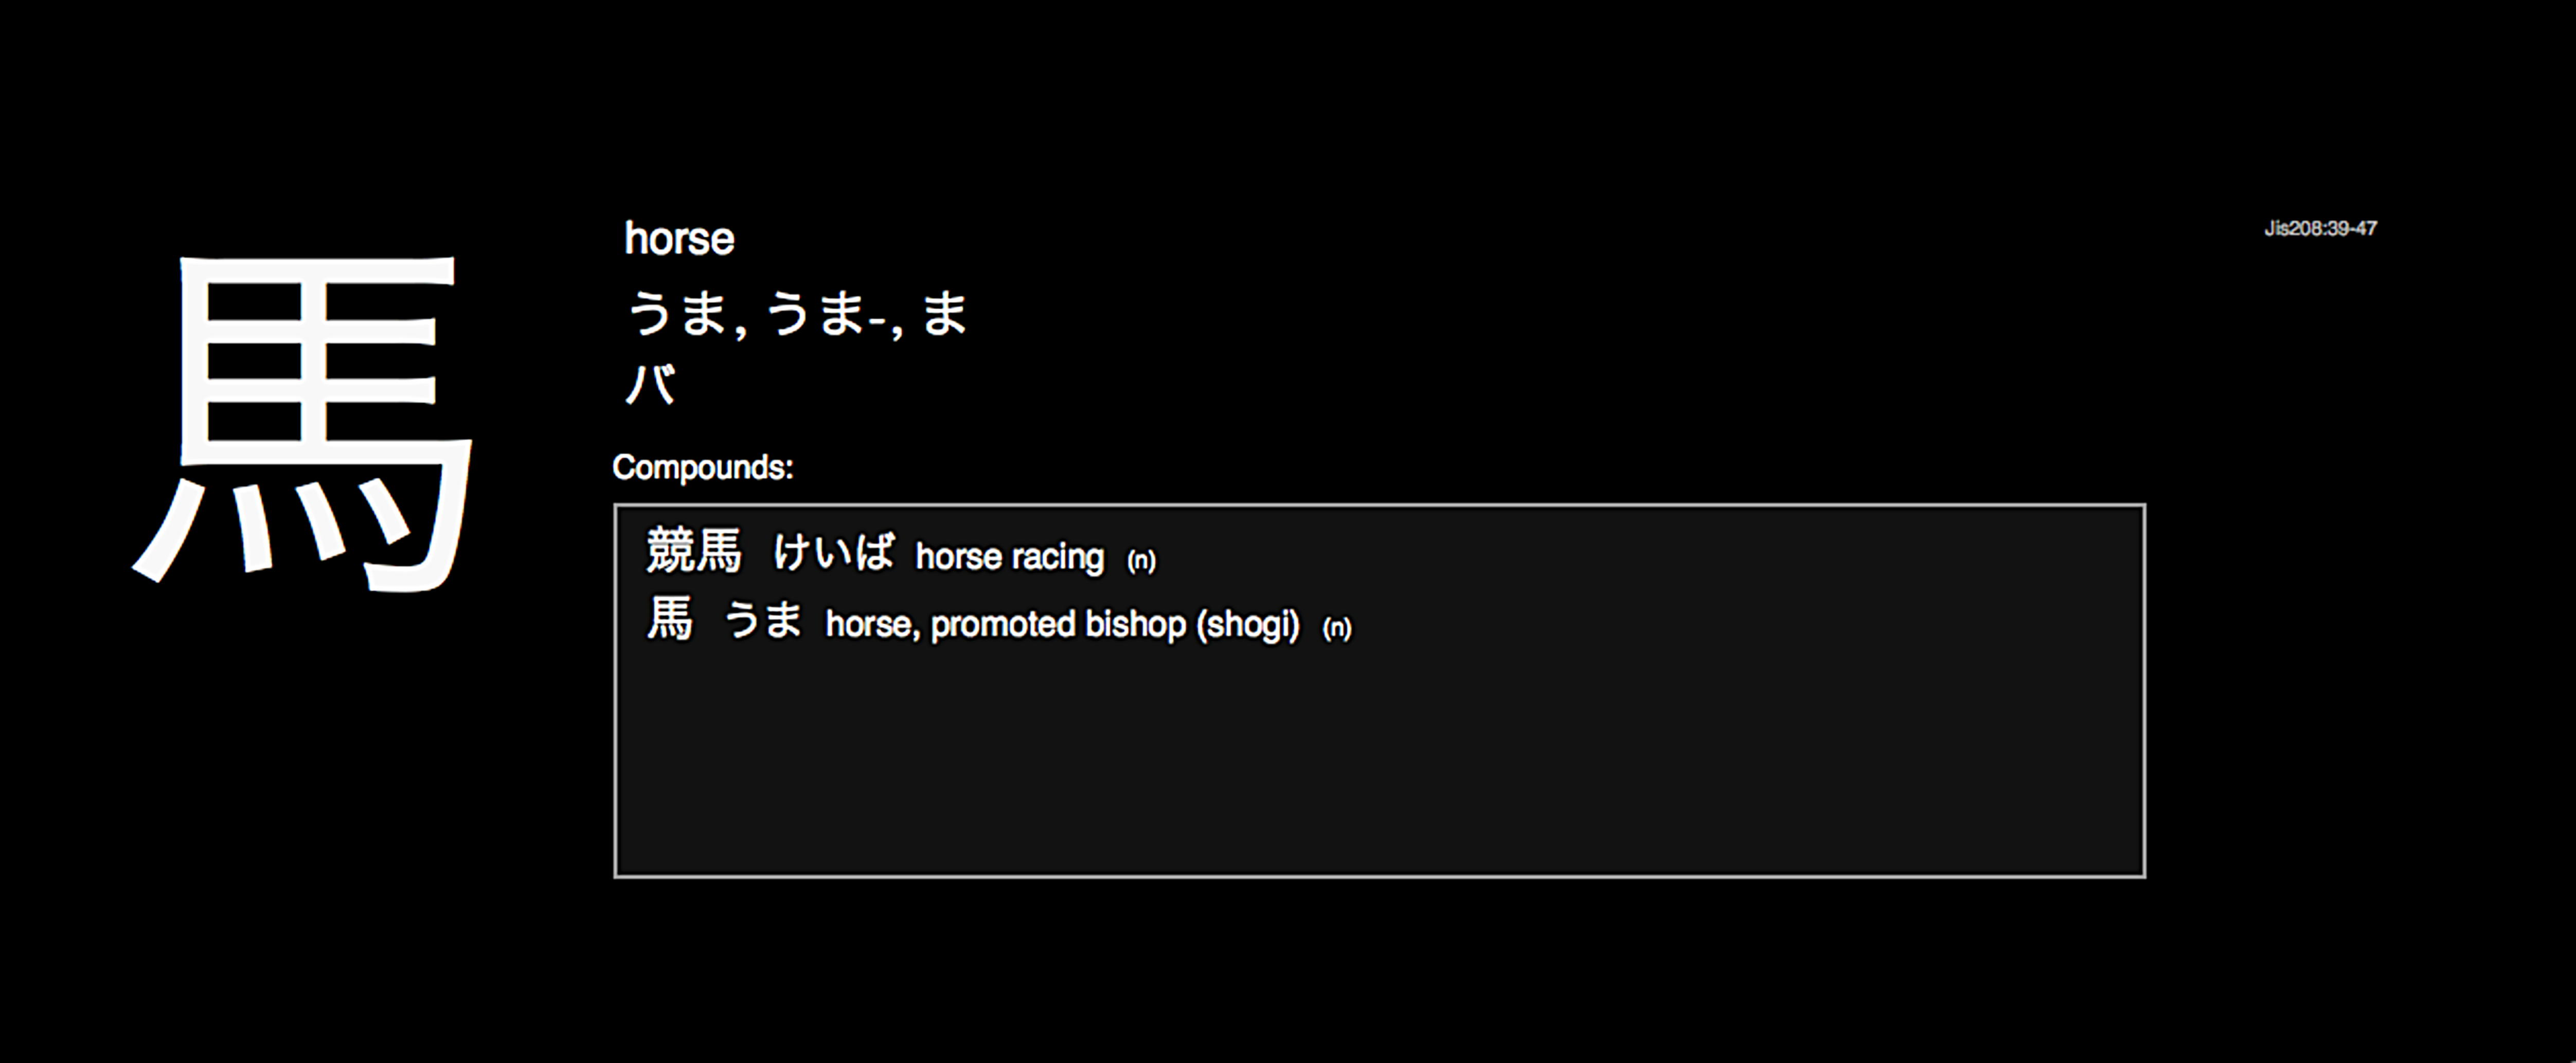 馬
horse
うま, うま-, ま
バ
Jis208:39-47
Compounds:
競馬 けいば horse racing (n)
馬 うま horse, promoted bishop (shogi) (n)